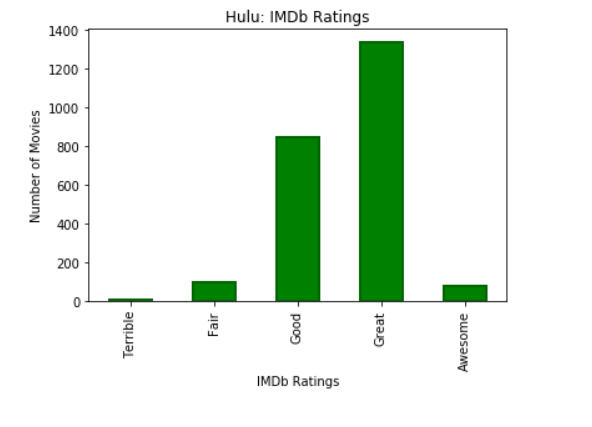 Hulu: IMDb Ratings
1400
1200
1000
800
600
400
200
0
Number of Movies
Terrible
Fair
Good
Great
Awesome
IMDb Ratings